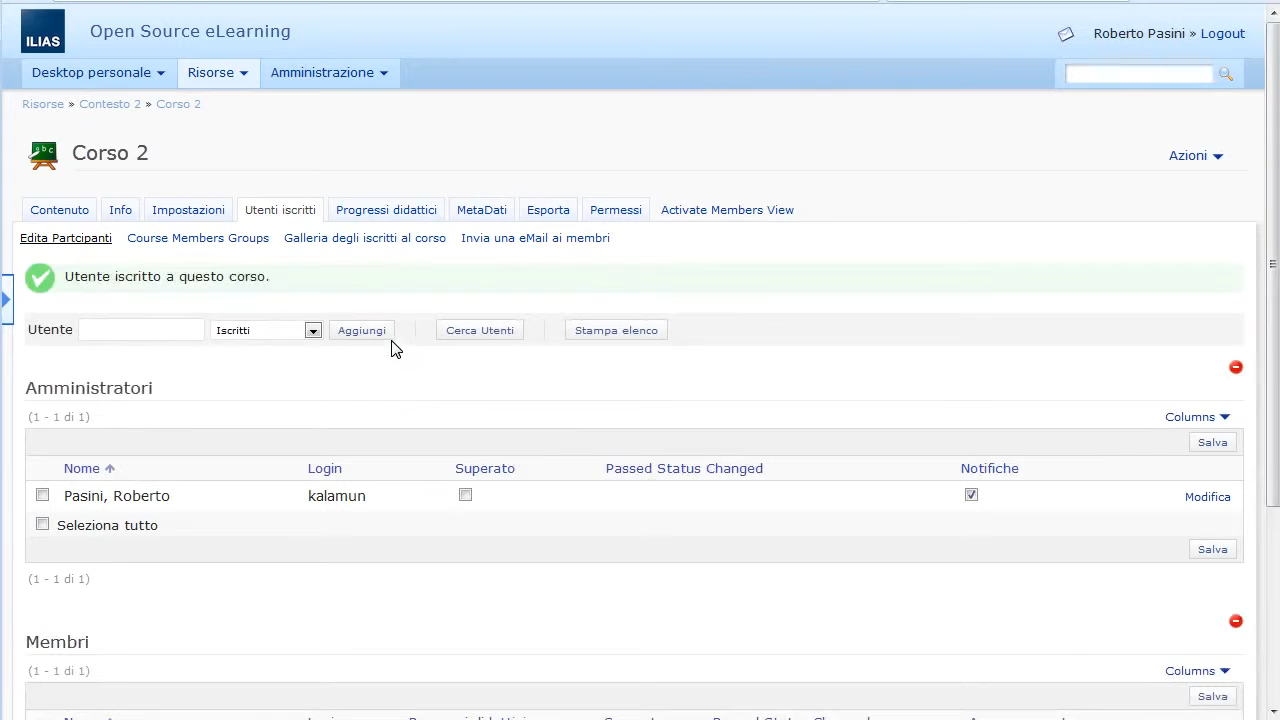 ILIAS
Open Source eLearning
Roberto Pasini » Logout
Desktop personale Risorse Amministrazione
Risorse » Contesto 2 » Corso 2
abc
Corso 2
Azioni
Contenuto Info Impostazioni Utenti iscritti Progressi didattici MetaData Esporta Permessi Activate Members View
Edita Partcipanti Course Members Groups Galleria degli iscritti al corso Invia una eMail ai membri
Utente iscritto a questo corso.
Utente Iscritti Aggiungi Cerca Utenti Stampa elenco
Amministratori
(1 - 1 di 1) Columns
Salva
Nome Login Superato Passed Status Changed Notifiche
Pasini, Roberto kalamun Modifica
Seleziona tutto
Salva
(1 - 1 di 1)
Membri
(1 - 1 di 1) Columns
Salva